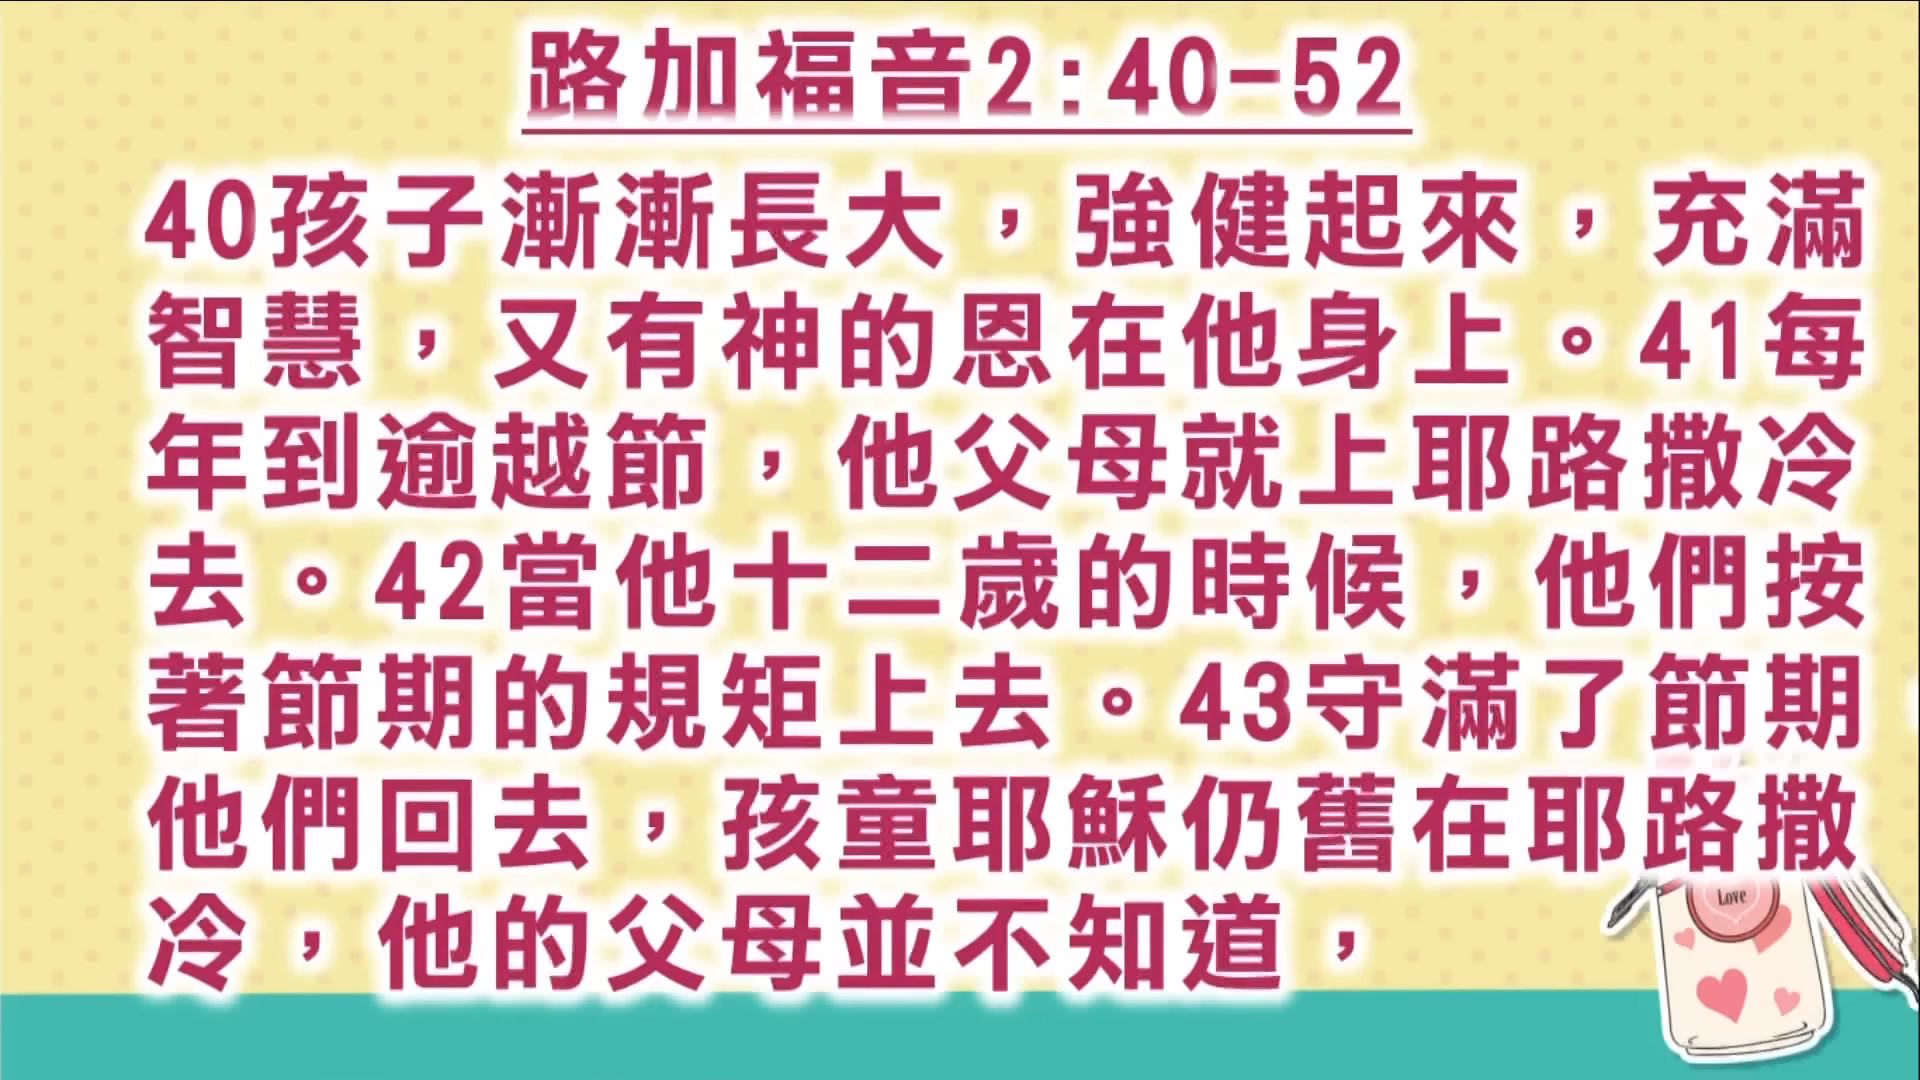 路加福音2:40-52
40孩子漸漸長大，強健起來，充滿
智慧，又有神的恩在他身上。41每
年到逾越節，他父母就上耶路撒冷
去。42當他十二歲的時候，他們按
著節期的規矩上去。43守滿了節期
他們回去，孩童耶穌仍舊在耶路撒
冷，他的父母並不知道，
Love